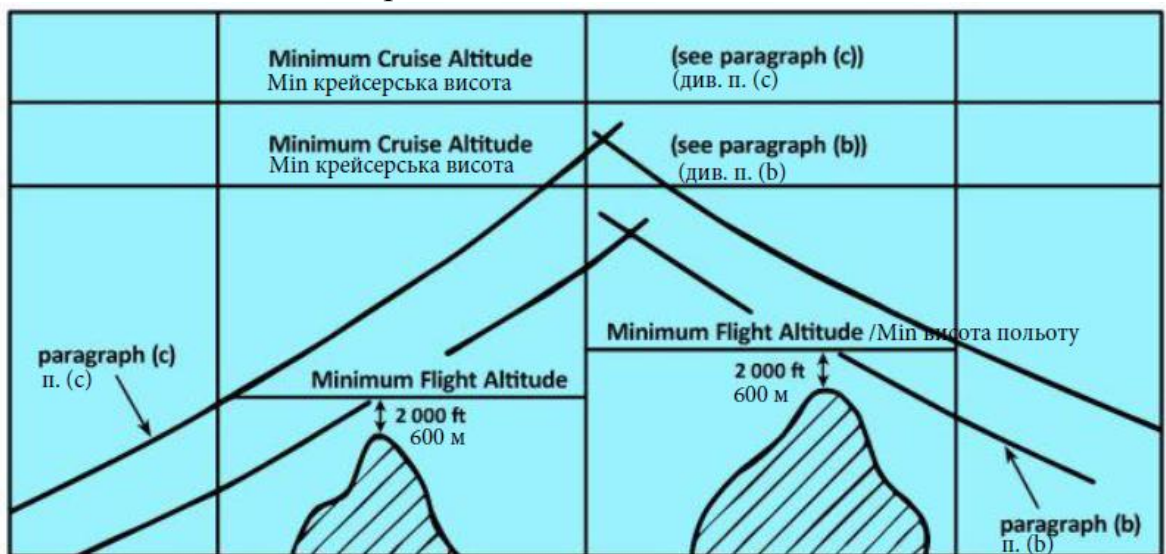 Minimum Cruise Altitude
Min крейсерська висота
(see paragraph (c))
(див. п. (c)
Minimum Cruise Altitude
Min крейсерська висота
(see paragraph (b))
(див. п. (b)
Minimum Flight Altitude /Min висота польоту
2 000 ft
600 м
paragraph (c)
п. (c)
Minimum Flight Altitude
2 000 ft
600 м
paragraph (b)
п. (b)